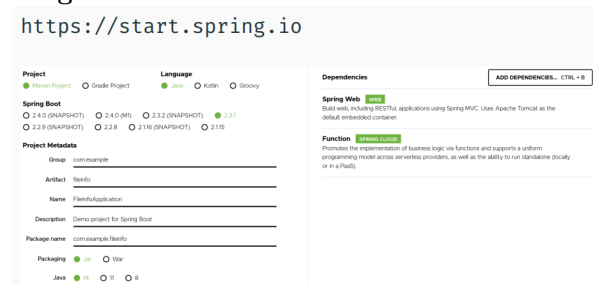 https://start.spring.io
Project
Maven Project Gradle Project
Language
Java Kotlin Groovy
Spring Boot
2.4.0 (SNAPSHOT) 2.4.0 (M1) 2.3.2 (SNAPSHOT) 2.3.1
2.2.9 (SNAPSHOT) 2.2.8 2.1.16 (SNAPSHOT) 2.1.15
Project Metadata
Group com.example
Artifact fileinfo
Name FileInfoApplication
Description Demo project for Spring Boot
Package name com.example.fileinfo
Packaging Jar War
Java 14 11 8
Dependencies
ADD DEPENDENCIES... CTRL + B
Spring Web WEB
Build web, including RESTful, applications using Spring MVC. Uses Apache Tomcat as the
default embedded container.
Function SPRING CLOUD
Promotes the implementation of business logic via functions and supports a uniform
programming model across serverless providers, as well as the ability to run standalone (locally
or in a PaaS).